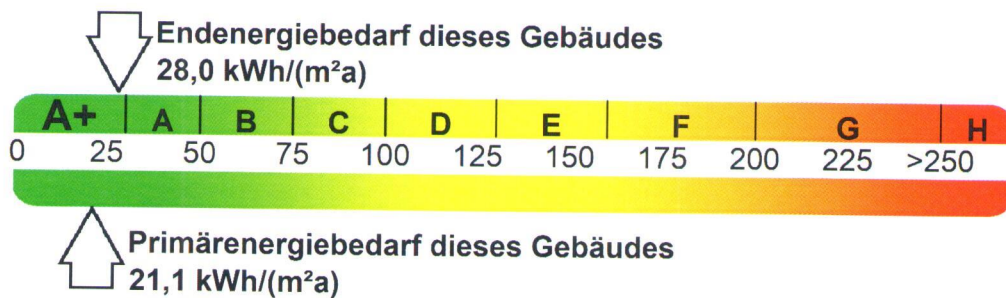 Endenergiebedarf dieses Gebäudes
28,0 kWh/(m²a)
A+ A B C D E F G H
0 25 50 75 100 125 150 175 200 225 >250
Primärenergiebedarf dieses Gebäudes
21,1 kWh/(m²a)